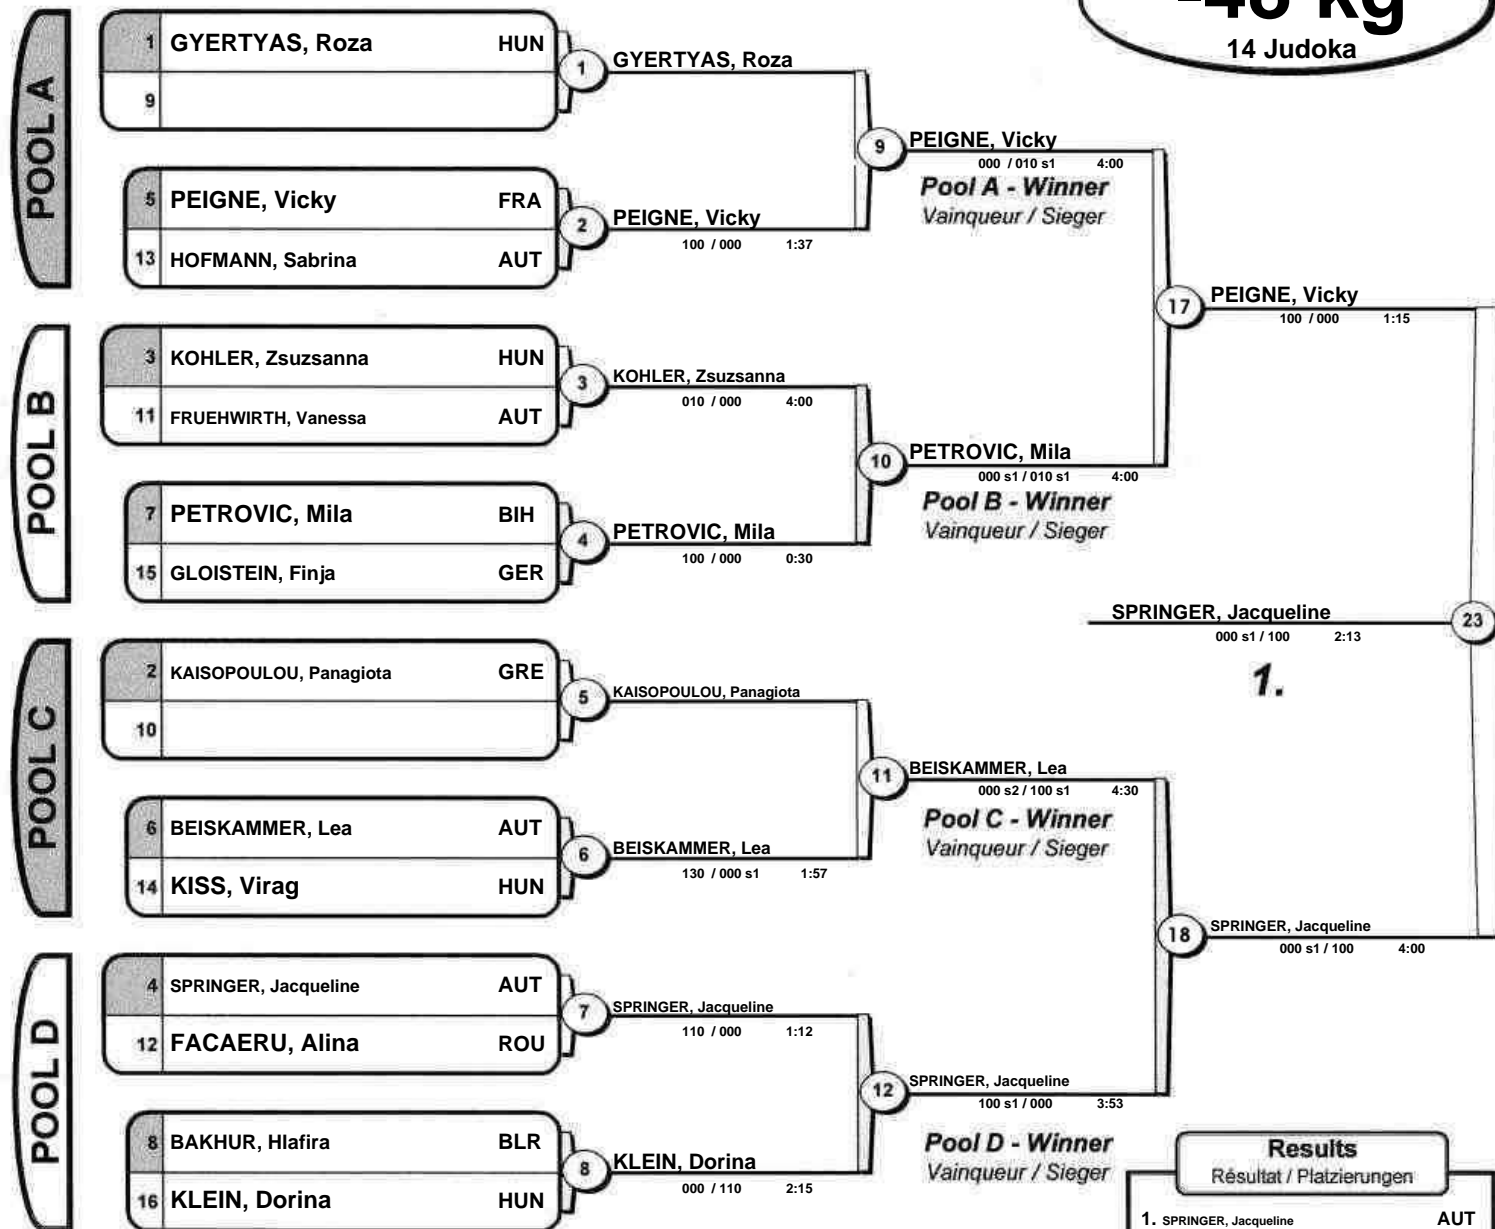 -48 kg
14 Judoka
POOL A
1 GYERTYAS, Roza HUN
9
1
GYERTYAS, Roza
5 PEIGNE, Vicky FRA
13 HOFMANN, Sabrina AUT
2
PEIGNE, Vicky
100 / 000 1:37
9
PEIGNE, Vicky
000 / 010 s1 4:00
Pool A - Winner
Vainqueur / Sieger
POOL B
3 KOHLER, Zsuzsanna HUN
11 FRUEHWIRTH, Vanessa AUT
3
KOHLER, Zsuzsanna
010 / 000 4:00
7 PETROVIC, Mila BIH
15 GLOISTEIN, Finja GER
4
PETROVIC, Mila
100 / 000 0:30
10
PETROVIC, Mila
000 s1 / 010 s1 4:00
Pool B - Winner
Vainqueur / Sieger
17
PEIGNE, Vicky
100 / 000 1:15
SPRINGER, Jacqueline
000 s1 / 100 2:13
23
1.
POOL C
2 KAISOPOULOU, Panagiota GRE
10
5
KAISOPOULOU, Panagiota
6 BEISKAMMER, Lea AUT
14 KISS, Virag HUN
6
BEISKAMMER, Lea
130 / 000 s1 1:57
11
BEISKAMMER, Lea
000 s2 / 100 s1 4:30
Pool C - Winner
Vainqueur / Sieger
POOL D
4 SPRINGER, Jacqueline AUT
12 FACAERU, Alina ROU
7
SPRINGER, Jacqueline
110 / 000 1:12
8 BAKHUR, Hlafira BLR
16 KLEIN, Dorina HUN
8
KLEIN, Dorina
000 / 110 2:15
12
SPRINGER, Jacqueline
100 s1 / 000 3:53
Pool D - Winner
Vainqueur / Sieger
18
SPRINGER, Jacqueline
000 s1 / 100 4:00
Results
Résultat / Platzierungen
1. SPRINGER, Jacqueline AUT